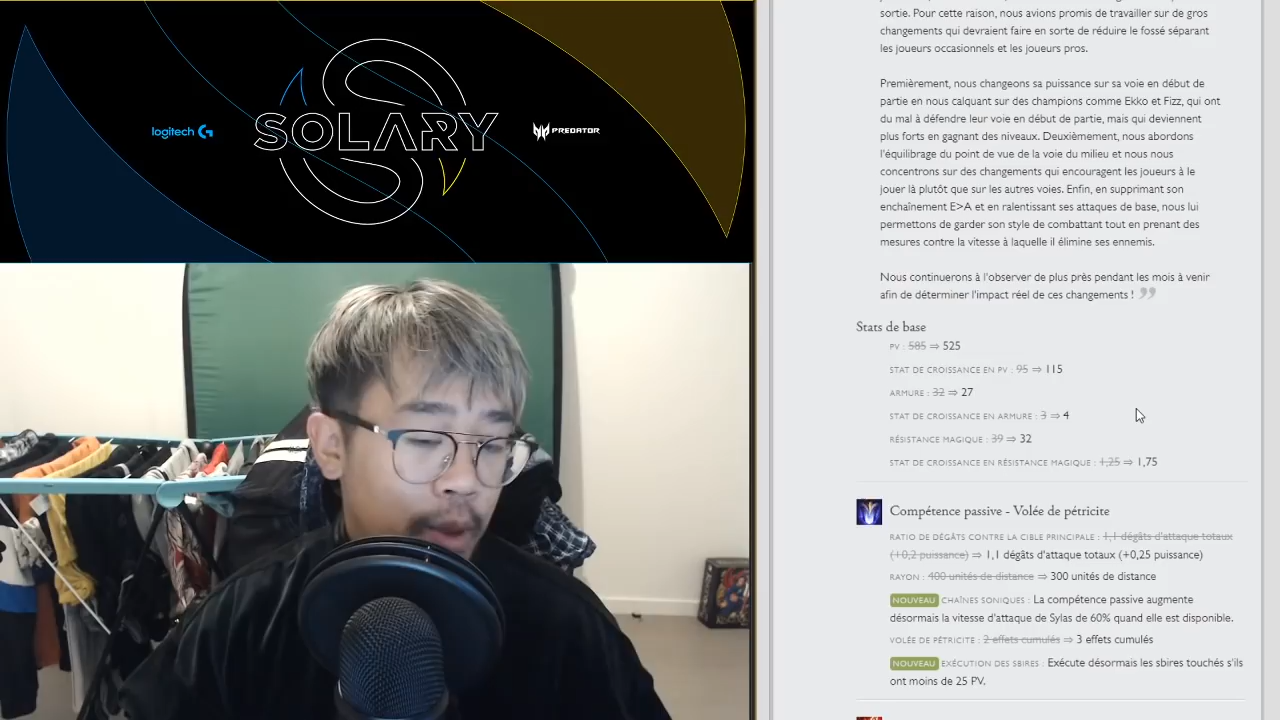 SOLARY
logitech G
PREDATOR
sortie. Pour cette raison, nous avions promis de travailler sur de gros
changements qui devraient faire en sorte de réduire le fossé séparant
les joueurs occasionnels et les joueurs pros.
Premièrement, nous changeons sa puissance sur sa voie en début de
partie en nous calquant sur des champions comme Ekko et Fizz, qui ont
du mal à défendre leur voie en début de partie, mais qui deviennent
plus forts en gagnant des niveaux. Deuxièmement, nous abordons
l'équilibrage du point de vue de la voie du milieu et nous nous
concentrons sur des changements qui encouragent les joueurs à le
jouer là plutôt que sur les autres voies. Enfin, en supprimant son
enchaînement E>A et en ralentissant ses attaques de base, nous lui
permettons de garder son style de combattant tout en prenant des
mesures contre la vitesse à laquelle il élimine ses ennemis.
Nous continuerons à l'observer de plus près pendant les mois à venir
afin de déterminer l'impact réel de ces changements ! ”
Stats de base
PV : 585 ⇒ 525
STAT DE CROISSANCE EN PV : 95 ⇒ 115
ARMURE : 32 ⇒ 27
STAT DE CROISSANCE EN ARMURE : 3 ⇒ 4
RÉSISTANCE MAGIQUE : 39 ⇒ 32
STAT DE CROISSANCE EN RÉSISTANCE MAGIQUE : 1,25 ⇒ 1,75
Compétence passive - Volée de pétricite
RATIO DE DÉGÂTS CONTRE LA CIBLE PRINCIPALE : 1,1 dégâts d'attaque totaux
(+0,2 puissance) ⇒ 1,1 dégâts d'attaque totaux (+0,25 puissance)
RAYON : 400 unités de distance ⇒ 300 unités de distance
NOUVEAU CHAÎNES SONIQUES : La compétence passive augmente
désormais la vitesse d'attaque de Sylas de 60% quand elle est disponible.
VOLÉE DE PÉTRICITE : 2 effets cumulés ⇒ 3 effets cumulés
NOUVEAU EXÉCUTION DES SBIRES : Exécute désormais les sbires touchés s'ils
ont moins de 25 PV.